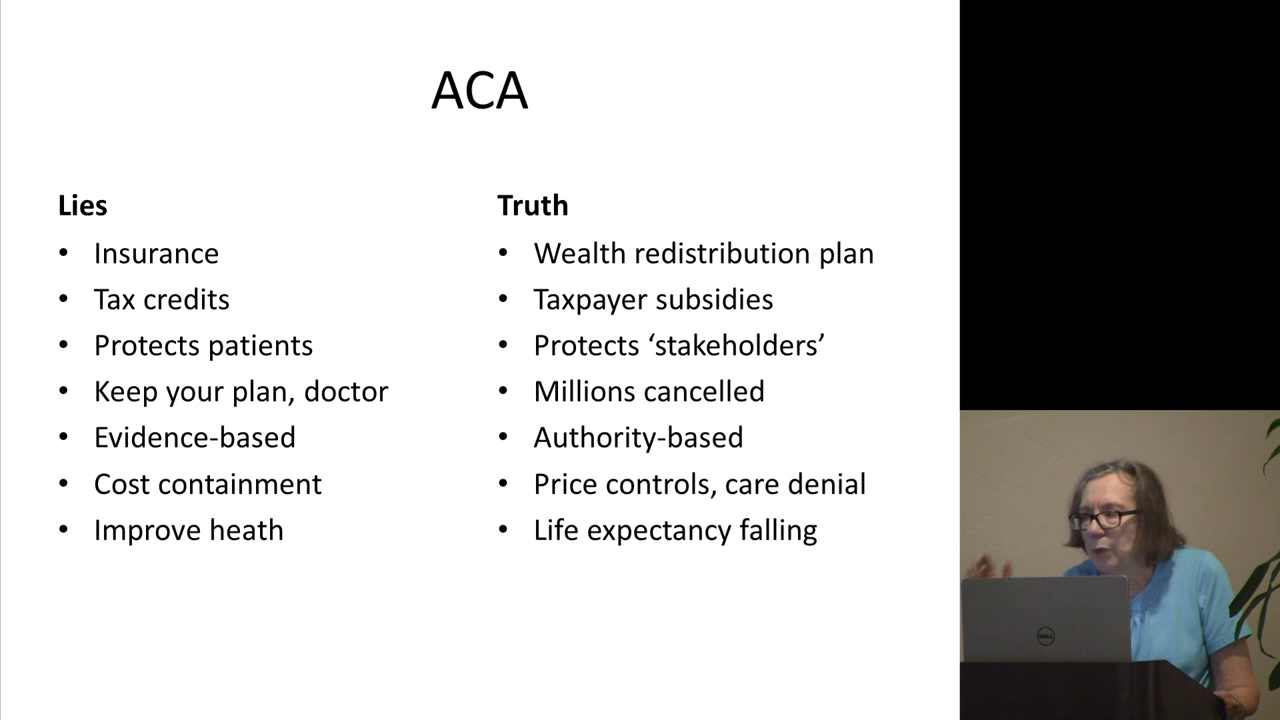 ACA
Lies
• Insurance
• Tax credits
• Protects patients
• Keep your plan, doctor
• Evidence-based
• Cost containment
• Improve heath
Truth
• Wealth redistribution plan
• Taxpayer subsidies
• Protects ‘stakeholders’
• Millions cancelled
• Authority-based
• Price controls, care denial
• Life expectancy falling
DELL